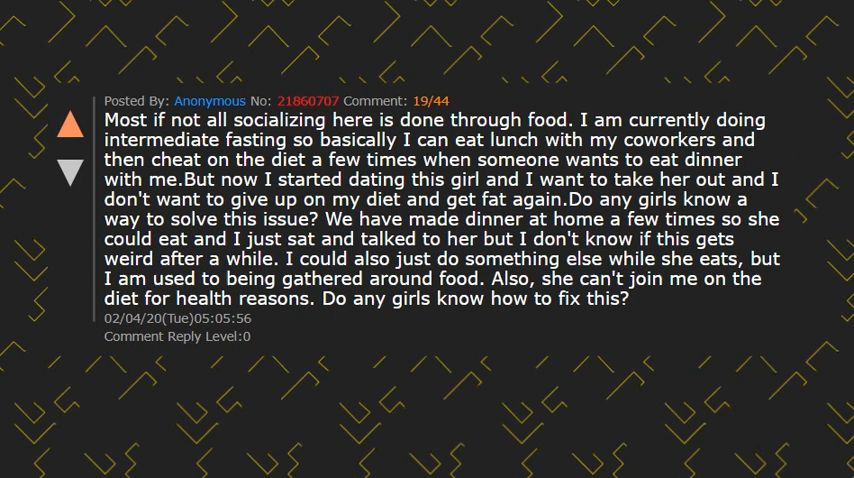 Posted By: Anonymous No: 21860707 Comment: 19/44
Most if not all socializing here is done through food. I am currently doing
intermediate fasting so basically I can eat lunch with my coworkers and
then cheat on the diet a few times when someone wants to eat dinner
with me.But now I started dating this girl and I want to take her out and I
don't want to give up on my diet and get fat again.Do any girls know a
way to solve this issue? We have made dinner at home a few times so she
could eat and I just sat and talked to her but I don't know if this gets
weird after a while. I could also just do something else while she eats, but
I am used to being gathered around food. Also, she can't join me on the
diet for health reasons. Do any girls know how to fix this?
02/04/20(Tue)05:05:56
Comment Reply Level:0